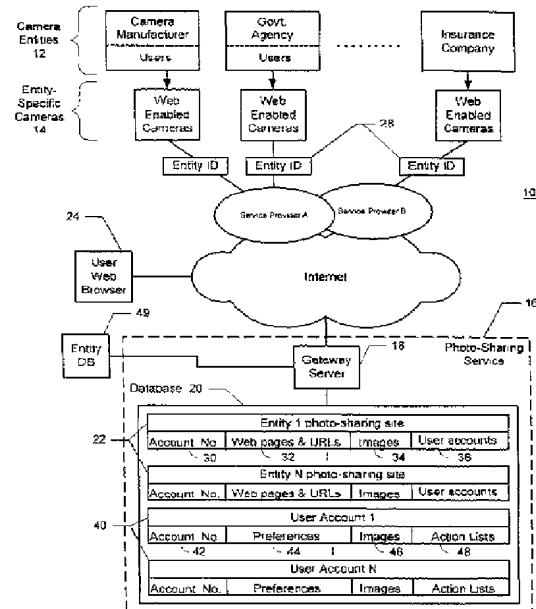 Camera Entities 12
Camera Manufacturer
Users
Govt. Agency
Users
Insurance Company
Entity-Specific Cameras 14
Web Enabled Cameras
Web Enabled Cameras
Web Enabled Cameras
28
Entity ID
Entity ID
Entity ID
10
Service Provider A
Service Provider B
24
User Web Browser
Internet
49
Entity DB
18
Gateway Server
16
Photo-Sharing Service
Database 20
22
Entity 1 photo-sharing site
Account No. Web pages & URLs Images User accounts
30 32 34 36
Entity N photo-sharing site
Account No. Web pages & URLs Images User accounts
40
User Account 1
Account No Preferences Images Action Lists
42 44 46 48
User Account N
Account No. Preferences Images Action Lists